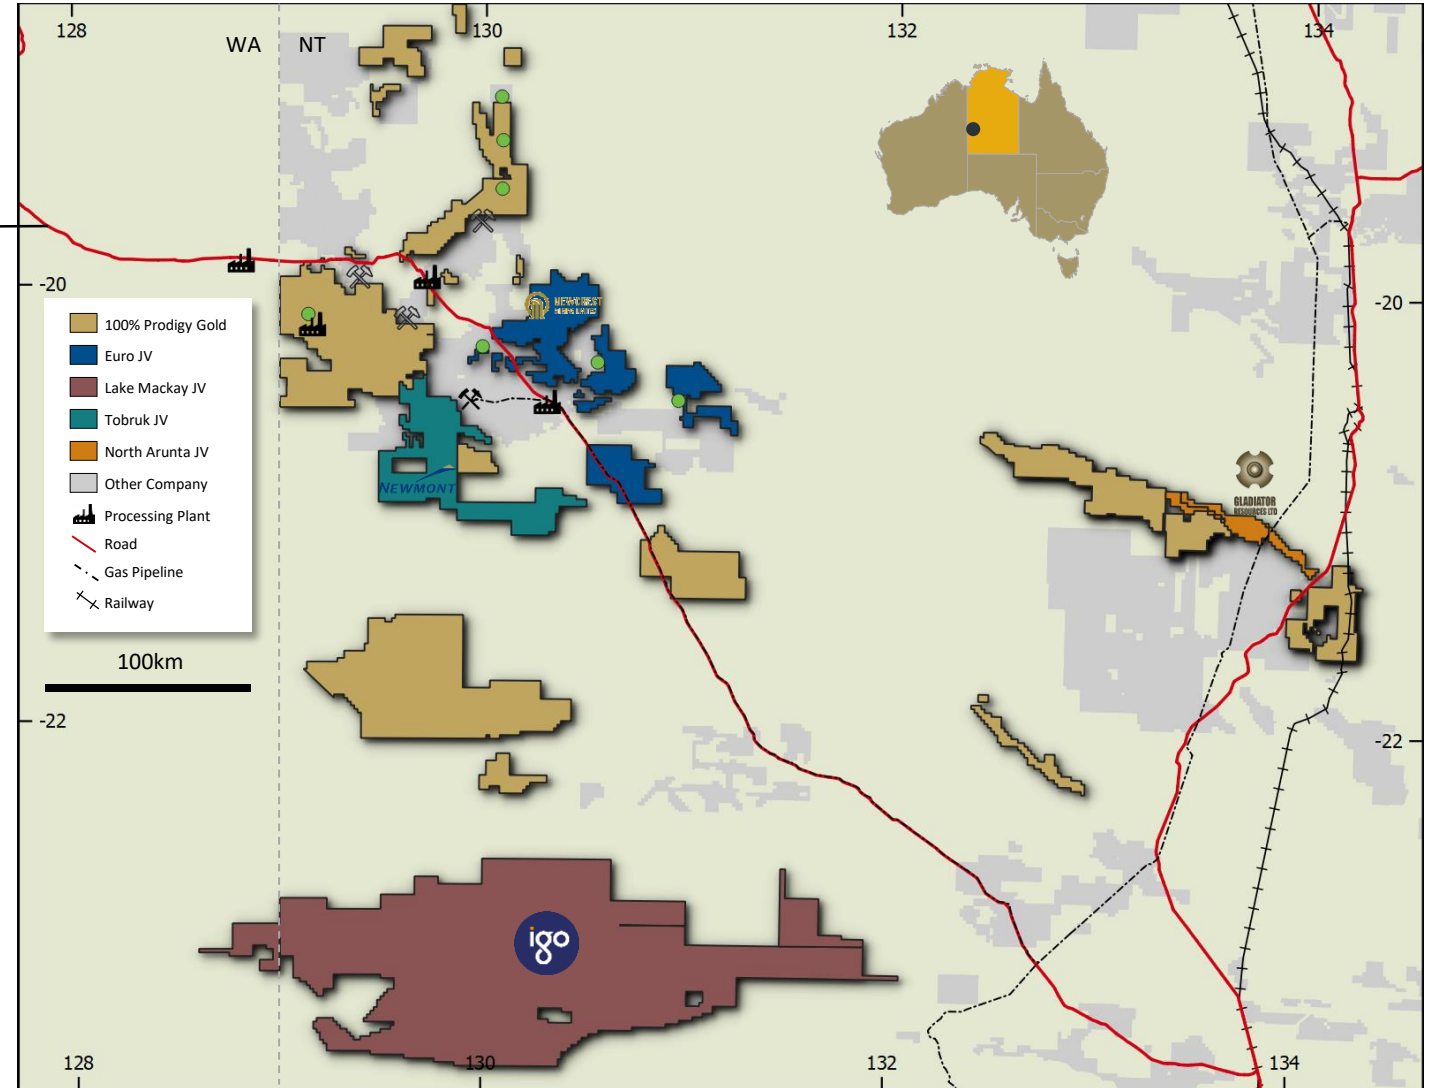 128
130
132
134
WA
NT
-20
-20
NEWCREST
100% Prodigy Gold
Euro JV
Lake Mackay JV
Tobruk JV
North Arunta JV
Other Company
Processing Plant
Road
Gas Pipeline
Railway
NEWMONT
GLADIATOR
RESOURCES LTD
100km
-22
-22
igo
128
130
132
134